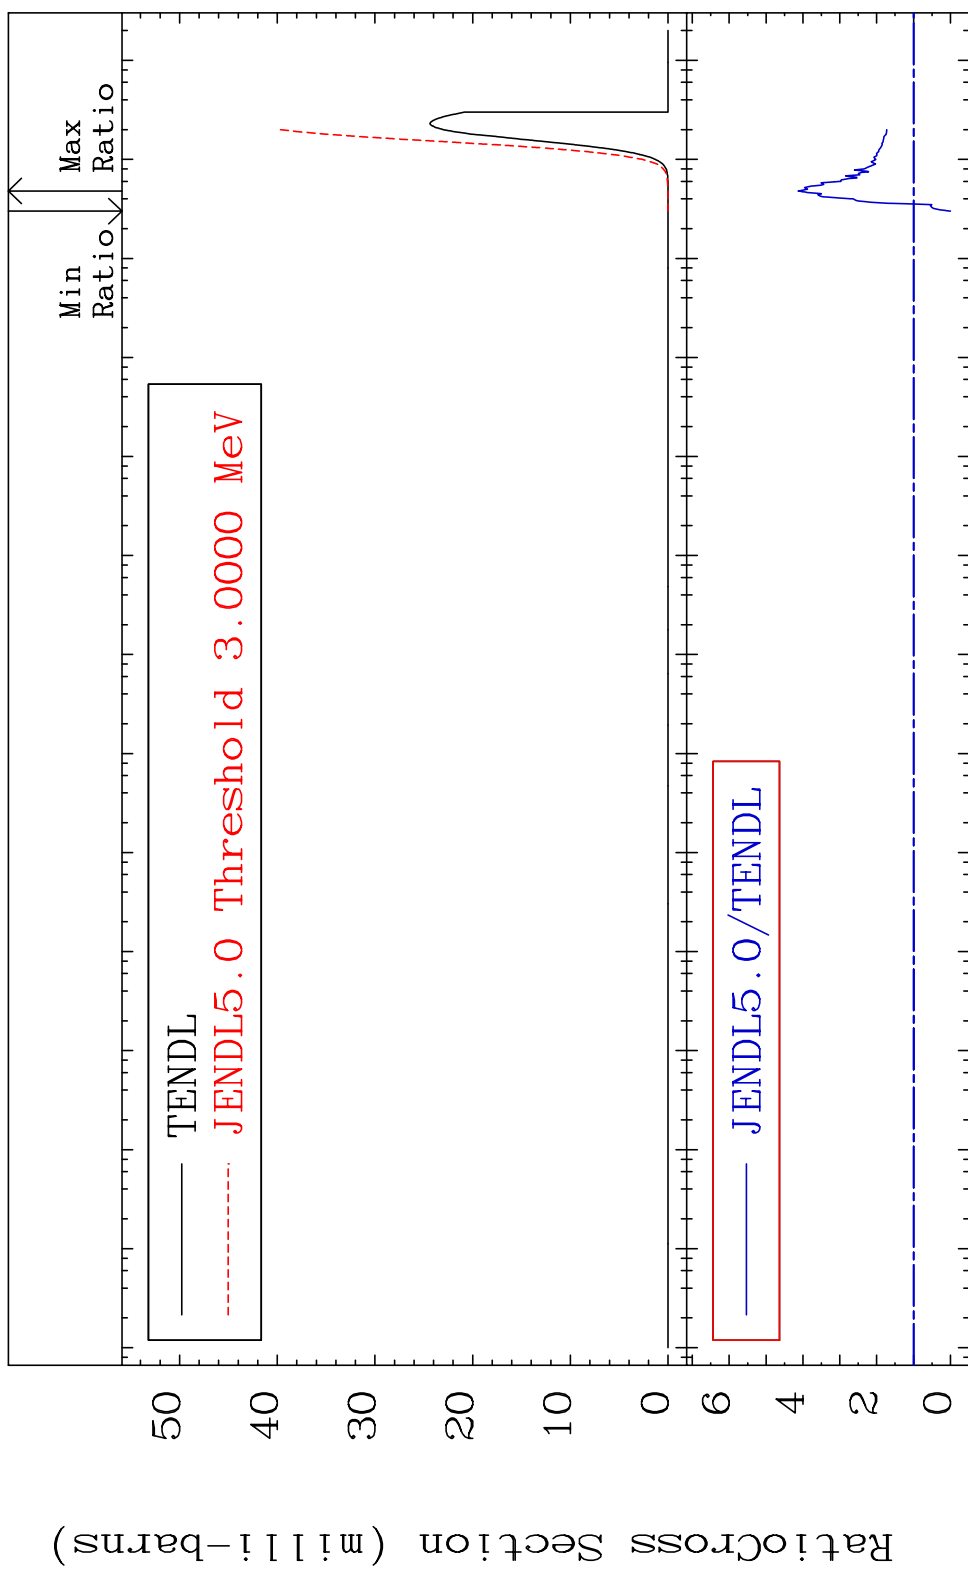 Max
Ratio
Min
Ratio
TENDL
JENDL5.0 Threshold 3.0000 MeV
50
40
30
20
10
0
JENDL5.0/TENDL
6
4
2
0
Cross Section (milli-barns)
Ratio